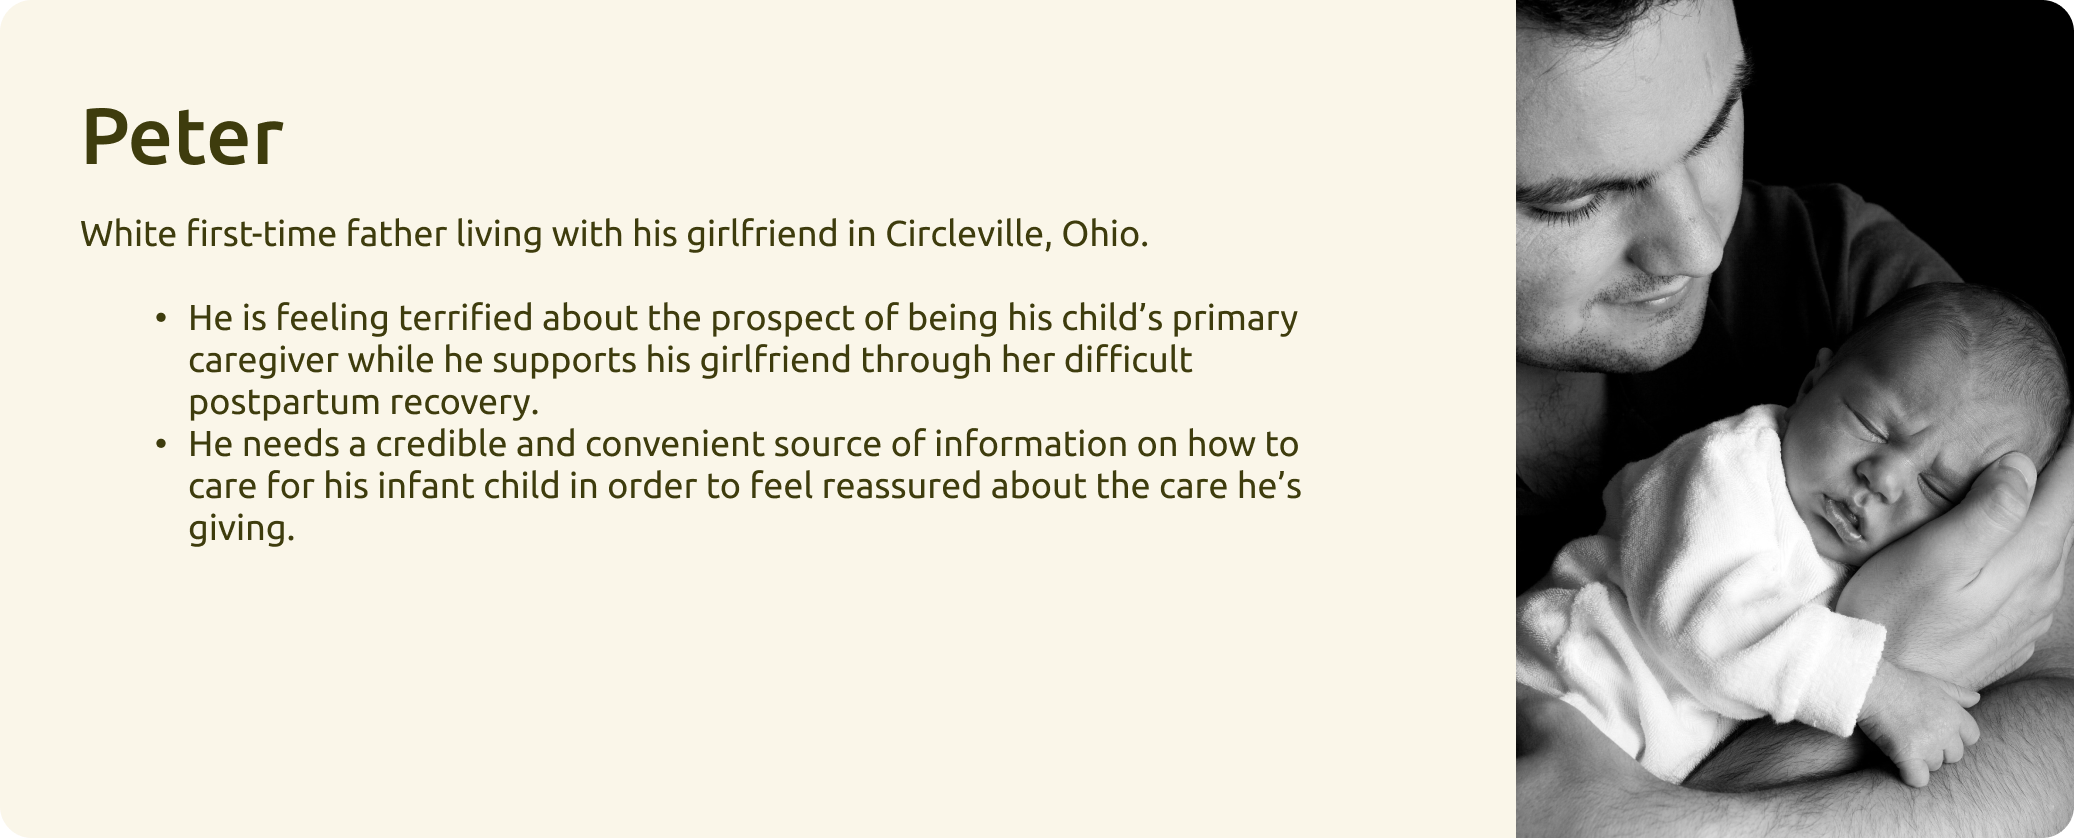 Peter
White first-time father living with his girlfriend in Circleville, Ohio.
• He is feeling terrified about the prospect of being his child’s primary
caregiver while he supports his girlfriend through her difficult
postpartum recovery.
• He needs a credible and convenient source of information on how to
care for his infant child in order to feel reassured about the care he’s
giving.